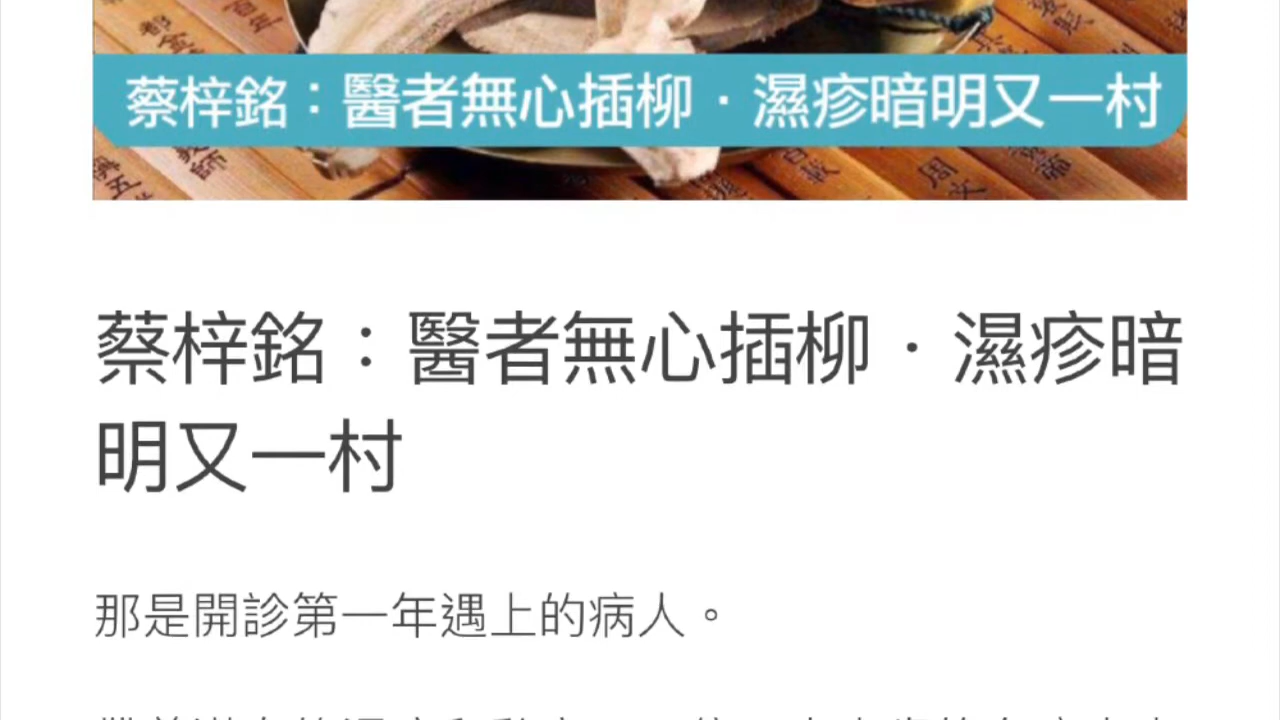 蔡梓銘：醫者無心插柳．濕疹暗明又一村
蔡梓銘：醫者無心插柳．濕疹暗
明又一村
那是開診第一年遇上的病人。